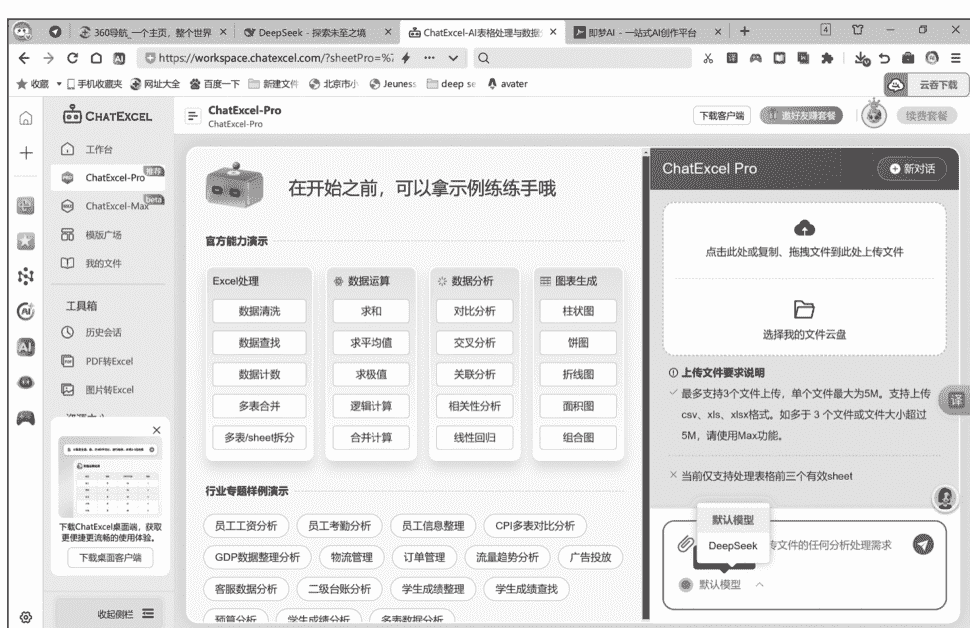 360导航_一个主页，整个世界
DeepSeek - 探索未至之境
ChatExcel-AI表格处理与数据
即梦AI - 一站式AI创作平台
4
https://workspace.chatexcel.com/?sheetPro=%7
收藏
手机收藏夹
网址大全
百度一下
新建文件
北京市小
Jeuness
deep se
avater
云吞下载
CHATEXCEL
ChatExcel-Pro
ChatExcel-Pro
下载客户端
邀好友赚套餐
续费套餐
工作台
ChatExcel-Pro
推荐
ChatExcel-Max
beta
模版广场
我的文件
工具箱
历史会话
PDF转Excel
图片转Excel
下载ChatExcel桌面端，获取
更便捷更流畅的使用体验。
下载桌面客户端
收起侧栏
在开始之前，可以拿示例练练手哦
官方能力演示
Excel处理
数据清洗
数据查找
数据计数
多表合并
多表/sheet拆分
数据运算
求和
求平均值
求极值
逻辑计算
合并计算
数据分析
对比分析
交叉分析
关联分析
相关性分析
线性回归
图表生成
柱状图
饼图
折线图
面积图
组合图
行业专题样例演示
员工工资分析
员工考勤分析
员工信息整理
CPI多表对比分析
GDP数据整理分析
物流管理
订单管理
流量趋势分析
广告投放
客服数据分析
二级台账分析
学生成绩整理
学生成绩查找
预算分析
学生成绩分析
多表数据分析
ChatExcel Pro
新对话
点击此处或复制、拖拽文件到此处上传文件
选择我的文件云盘
上传文件要求说明
最多支持3个文件上传，单个文件最大为5M。支持上传
csv、xls、xlsx格式。如多于 3 个文件或文件大小超过
5M，请使用Max功能。
当前仅支持处理表格前三个有效sheet
译
默认模型
DeepSeek
传文件的任何分析处理需求
默认模型